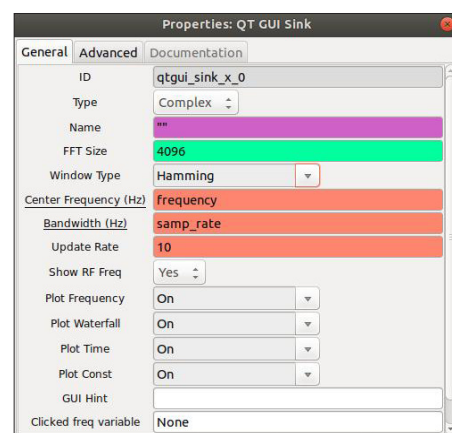 Properties: QT GUI Sink
General Advanced Documentation
ID qtgui_sink_x_0
Type Complex
Name ""
FFT Size 4096
Window Type Hamming
Center Frequency (Hz) frequency
Bandwidth (Hz) samp_rate
Update Rate 10
Show RF Freq Yes
Plot Frequency On
Plot Waterfall On
Plot Time On
Plot Const On
GUI Hint
Clicked freq variable None